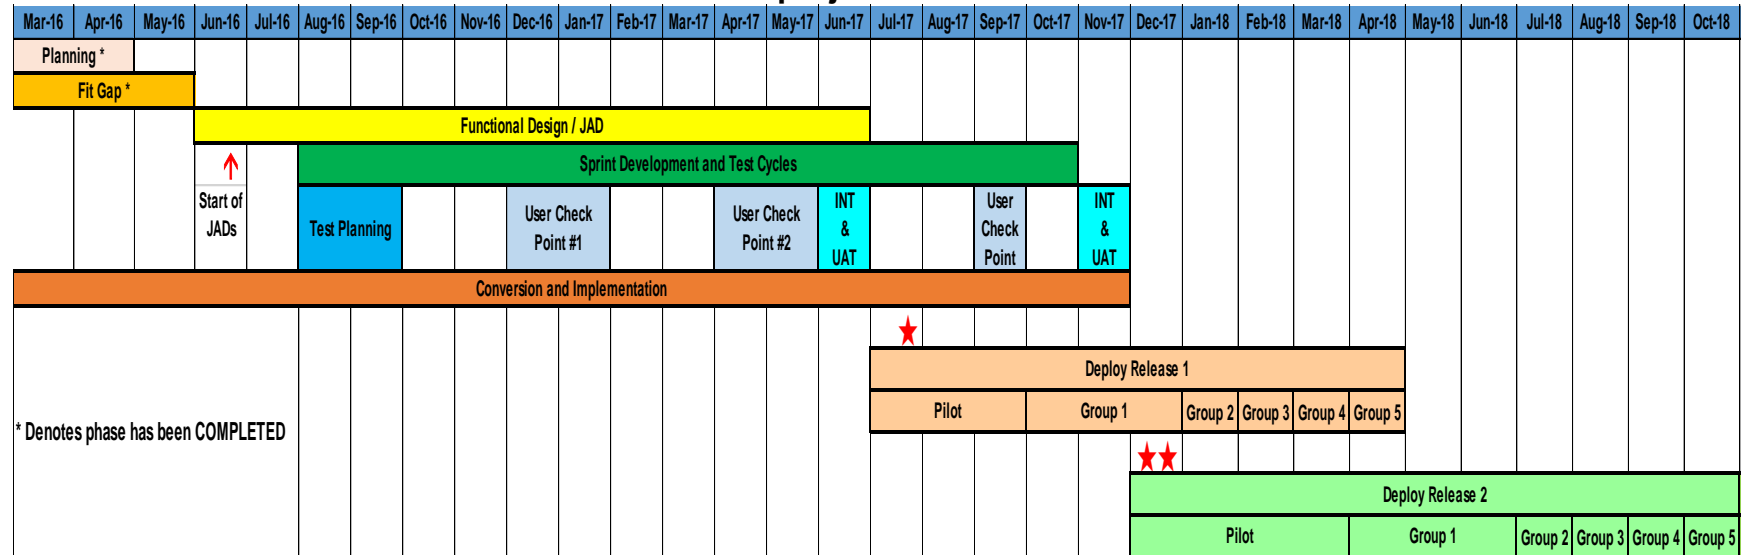 Mar-16 Apr-16 May-16 Jun-16 Jul-16 Aug-16 Sep-16 Oct-16 Nov-16 Dec-16 Jan-17 Feb-17 Mar-17 Apr-17 May-17 Jun-17 Jul-17 Aug-17 Sep-17 Oct-17 Nov-17 Dec-17 Jan-18 Feb-18 Mar-18 Apr-18 May-18 Jun-18 Jul-18 Aug-18 Sep-18 Oct-18
Planning *
Fit Gap *
Functional Design / JAD
Sprint Development and Test Cycles
Start of
JADs
Test Planning
User Check
Point #1
User Check
Point #2
INT
&
UAT
User
Check
Point
INT
&
UAT
Conversion and Implementation
Deploy Release 1
Pilot Group 1 Group 2 Group 3 Group 4 Group 5
* Denotes phase has been COMPLETED
Deploy Release 2
Pilot Group 1 Group 2 Group 3 Group 4 Group 5